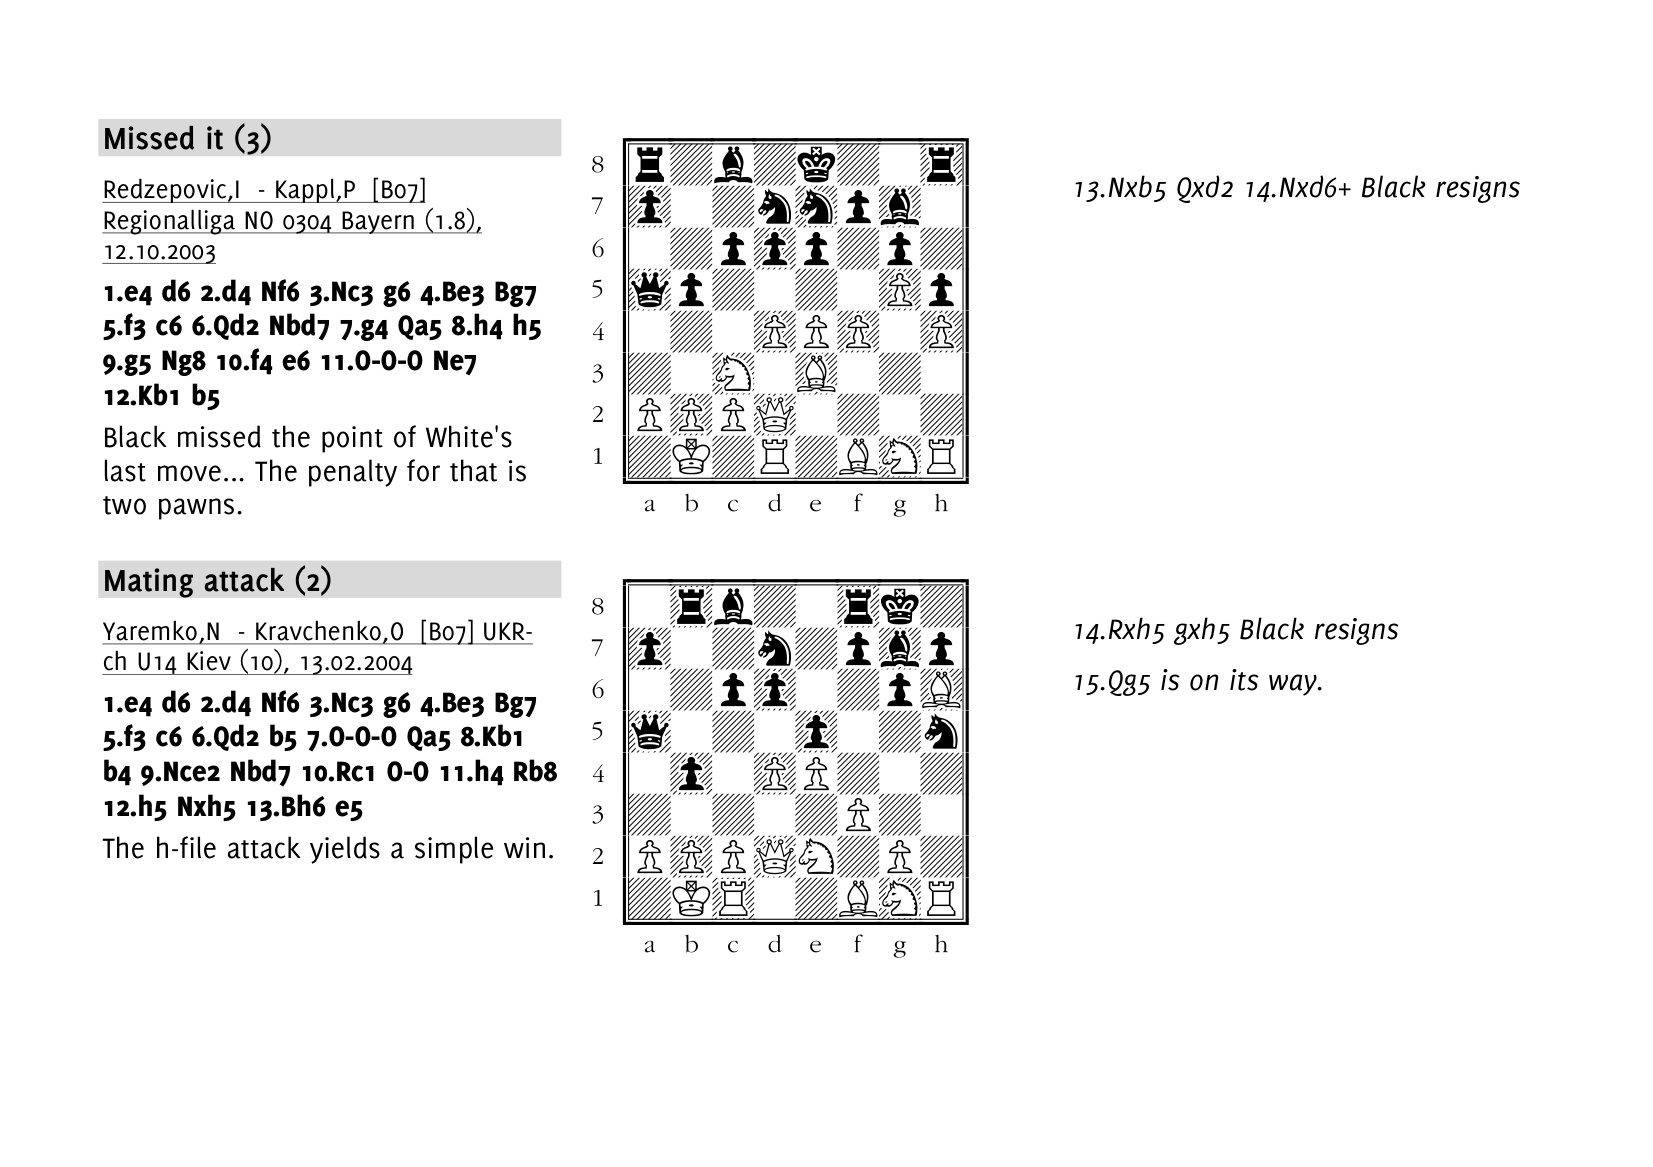 Missed it (3)
Redzepovic,I - Kappl,P [B07]
Regionalliga NO 0304 Bayern (1.8),
12.10.2003
1.e4 d6 2.d4 Nf6 3.Nc3 g6 4.Be3 Bg7
5.f3 c6 6.Qd2 Nbd7 7.g4 Qa5 8.h4 h5
9.g5 Ng8 10.f4 e6 11.O-O-O Ne7
12.Kb1 b5
Black missed the point of White's
last move... The penalty for that is
two pawns.
8
7
6
5
4
3
2
1
a b c d e f g h
13.Nxb5 Qxd2 14.Nxd6+ Black resigns
Mating attack (2)
Yaremko,N - Kravchenko,O [B07] UKR-
ch U14 Kiev (10), 13.02.2004
1.e4 d6 2.d4 Nf6 3.Nc3 g6 4.Be3 Bg7
5.f3 c6 6.Qd2 b5 7.O-O-O Qa5 8.Kb1
b4 9.Nce2 Nbd7 10.Rc1 O-O 11.h4 Rb8
12.h5 Nxh5 13.Bh6 e5
The h-file attack yields a simple win.
8
7
6
5
4
3
2
1
a b c d e f g h
14.Rxh5 gxh5 Black resigns
15.Qg5 is on its way.